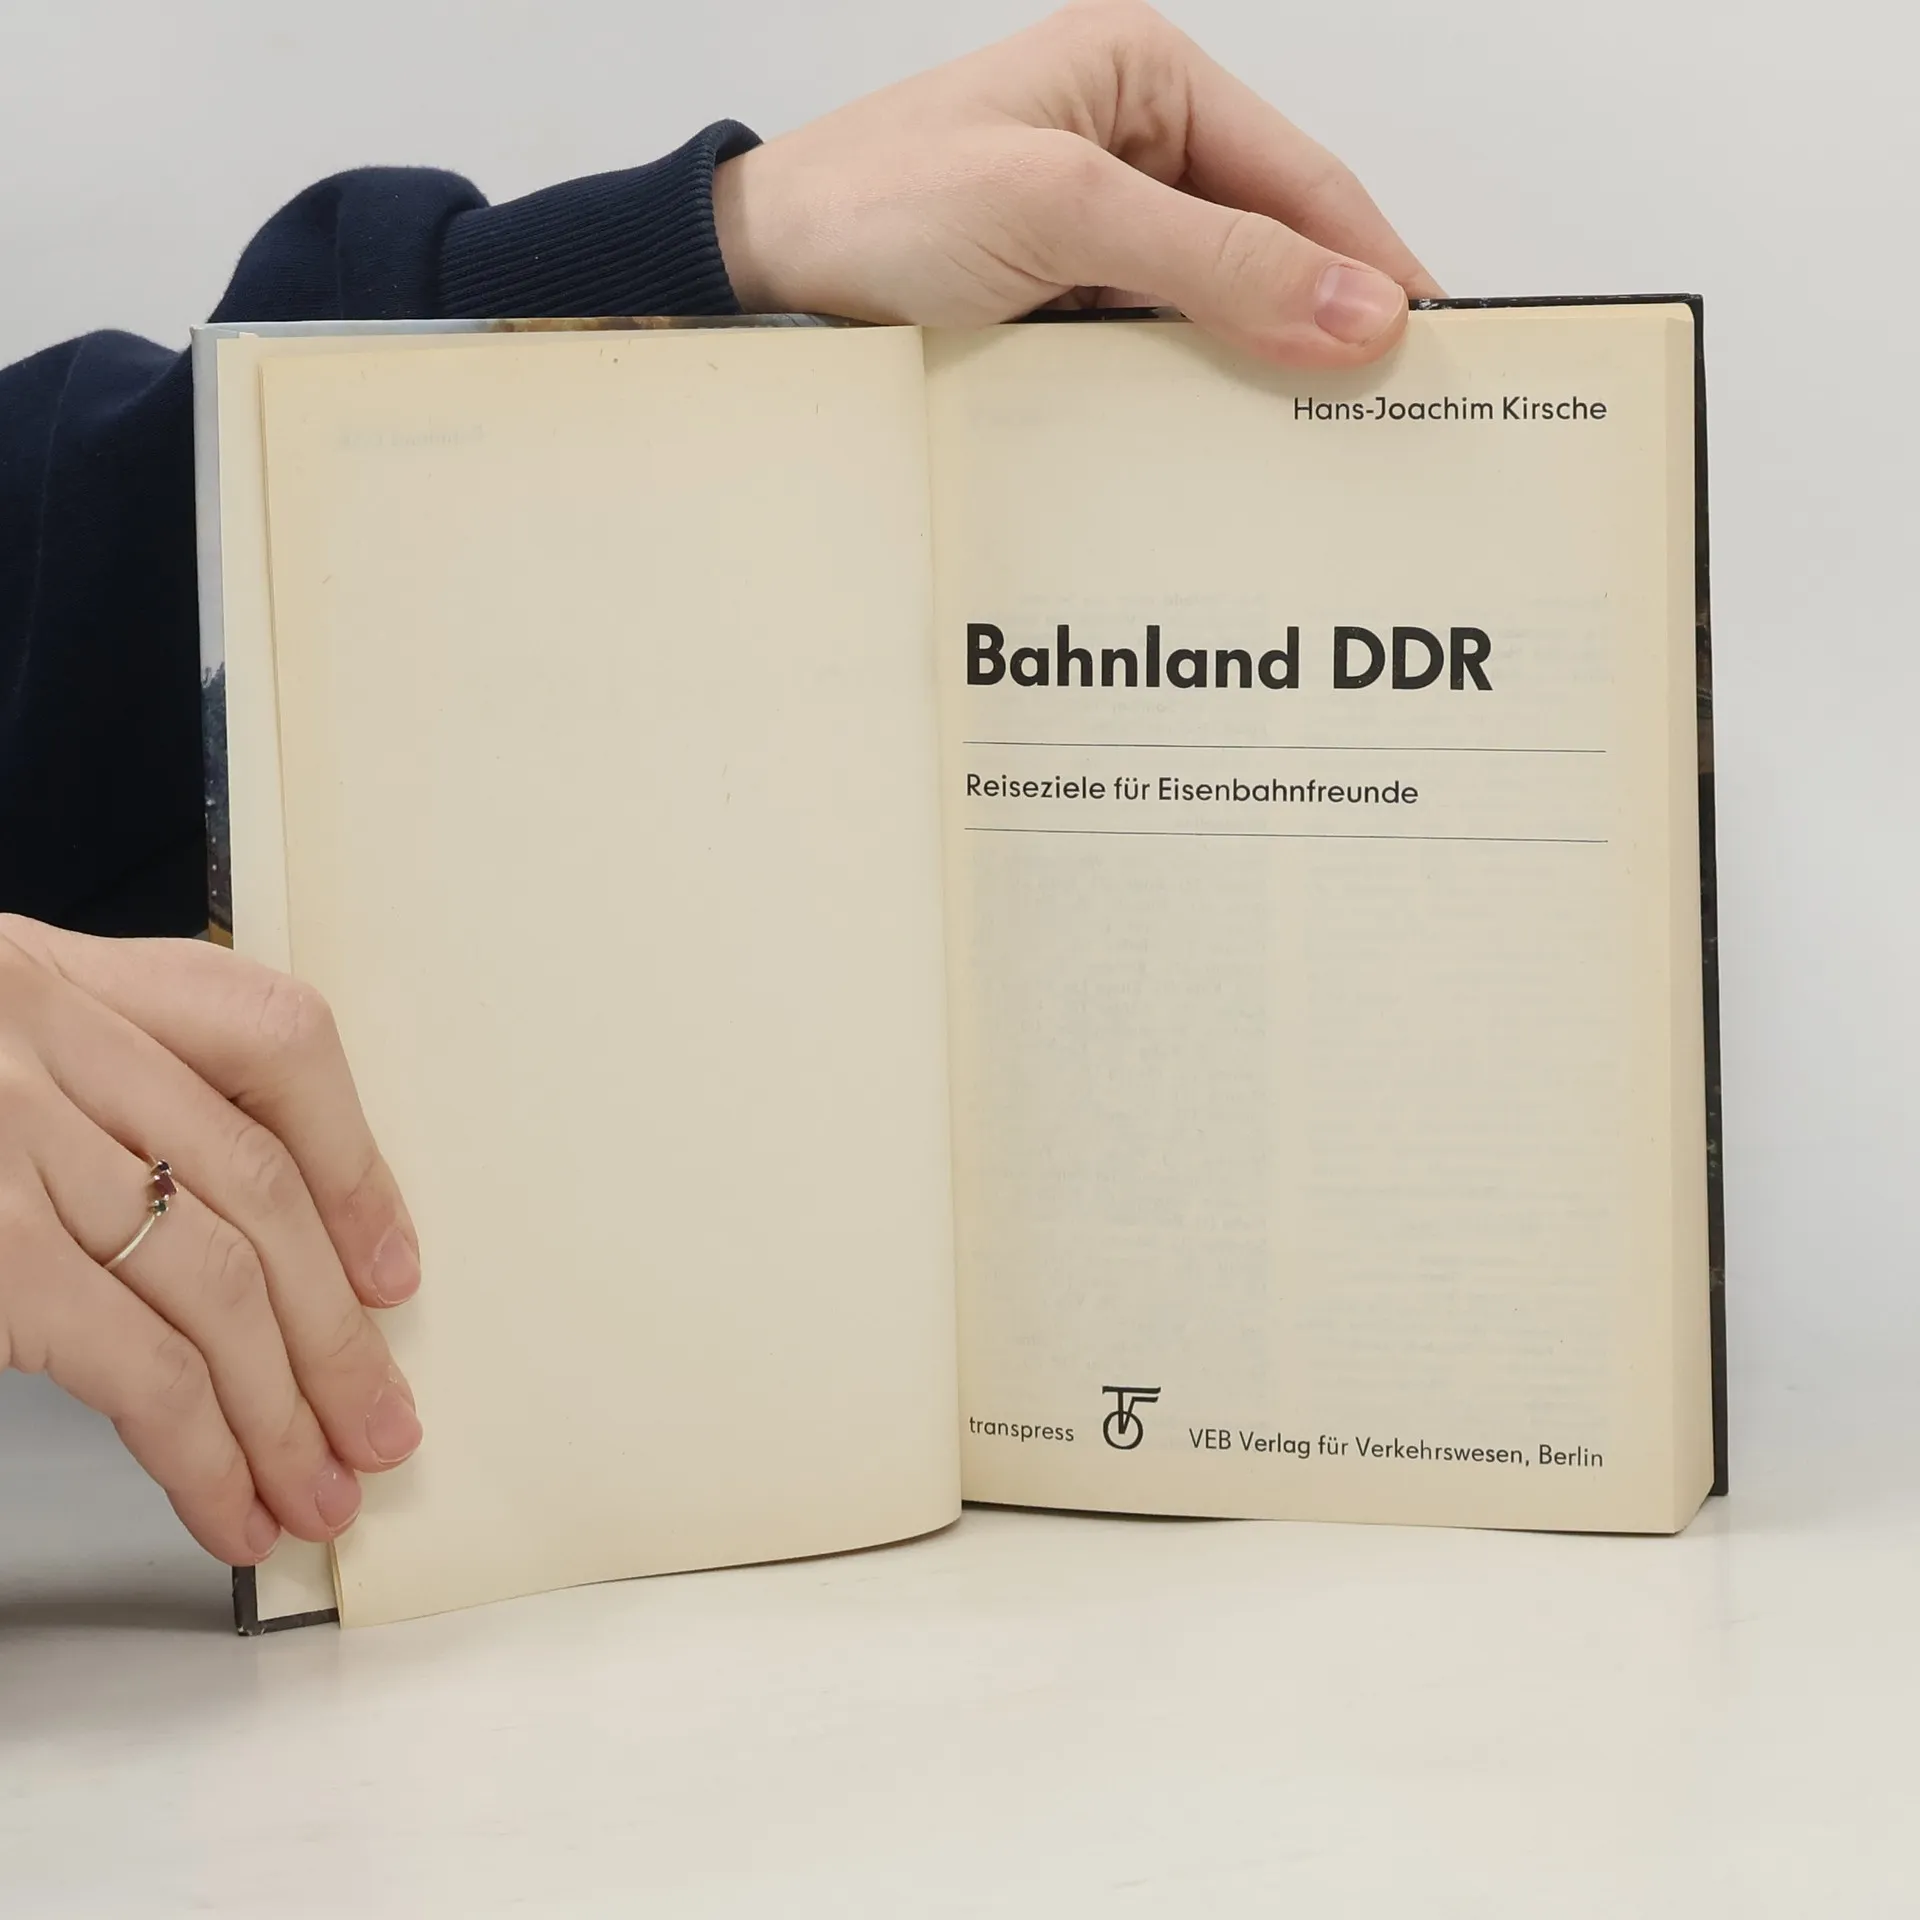 Hans-Joachim Kirsche
Bahnland DDR
Reiseziele für Eisenbahnfreunde
transpress VEB Verlag für Verkehrswesen, Berlin